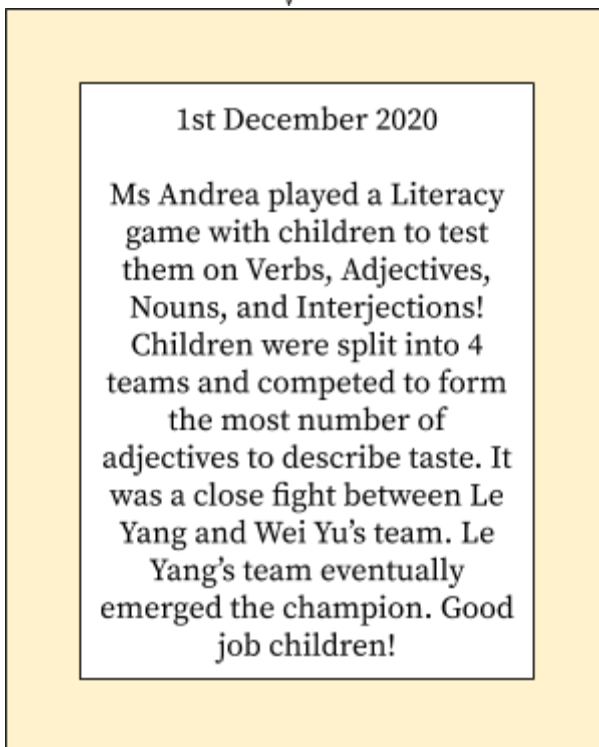 1st December 2020
Ms Andrea played a Literacy
game with children to test
them on Verbs, Adjectives,
Nouns, and Interjections!
Children were split into 4
teams and competed to form
the most number of
adjectives to describe taste. It
was a close fight between Le
Yang and Wei Yu’s team. Le
Yang’s team eventually
emerged the champion. Good
job children!